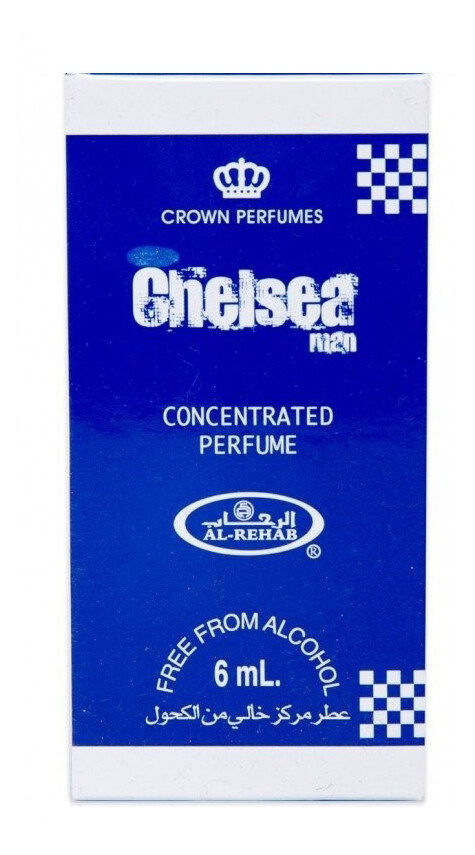 CROWN PERFUMES
Chelsea
man
CONCENTRATED
PERFUME
الرحاب
AL-REHAB
®
FREE FROM ALCOHOL
6 mL.
عطر مركز خالي من الكحول